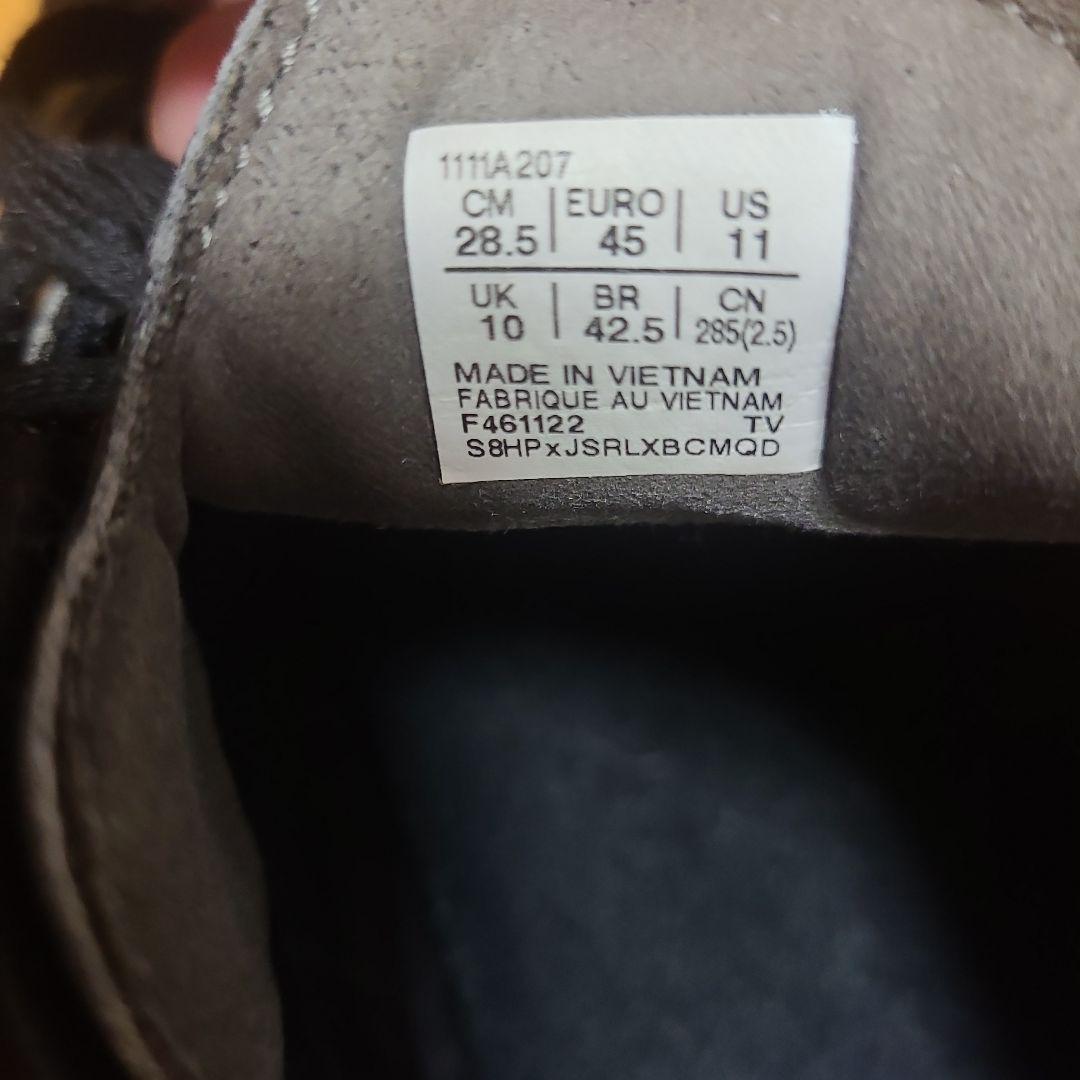 1111A207
CM | EURO | US
28.5 | 45 | 11
UK | BR | CN
10 | 42.5 | 285(2.5)
MADE IN VIETNAM
FABRIQUE AU VIETNAM
F461122 TV
S8HPxJSRLXBCMQD